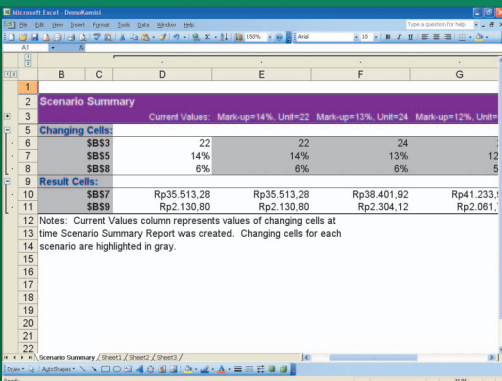 Microsoft Excel - DemoKomisi
File Edit View Insert Format Tools Data Window Help Type a question for help
150% Arial 10 B I U
A1
1 2
B C D E F G
1
2 Scenario Summary
3 Current Values: Mark-up=14%, Unit=22 Mark-up=13%, Unit=24 Mark-up=12%, Unit=
5 Changing Cells:
6 $B$3 22 22 24
7 $B$5 14% 14% 13% 12
8 $B$8 6% 6% 6% 5
9 Result Cells:
10 $B$7 Rp35.513,28 Rp35.513,28 Rp38.401,92 Rp41.233,
11 $B$9 Rp2.130,80 Rp2.130,80 Rp2.304,12 Rp2.061,
12 Notes: Current Values column represents values of changing cells at
13 time Scenario Summary Report was created. Changing cells for each
14 scenario are highlighted in gray.
15
16
17
18
19
20
21
22
Scenario Summary / Sheet1 / Sheet2 / Sheet3 /
Draw AutoShapes